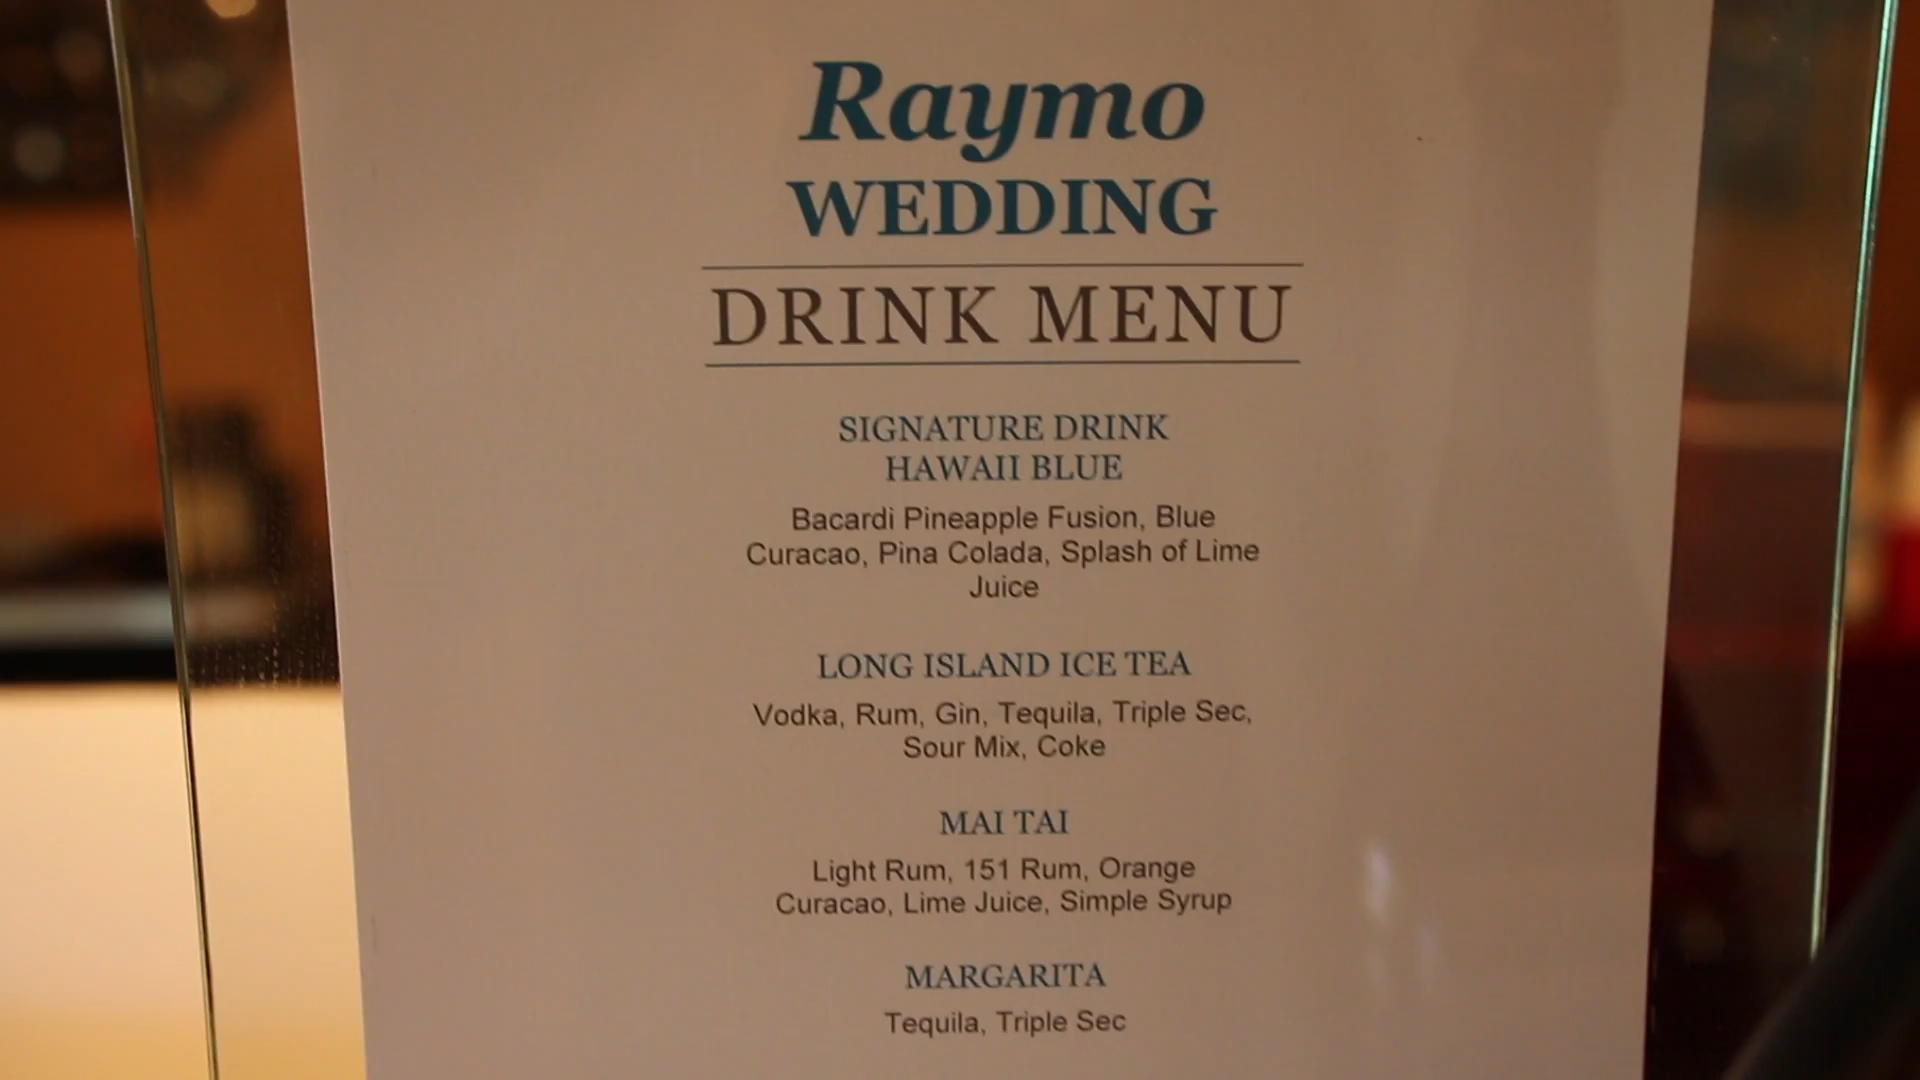 Raymo
WEDDING
DRINK MENU
SIGNATURE DRINK
HAWAII BLUE
Bacardi Pineapple Fusion, Blue
Curacao, Pina Colada, Splash of Lime
Juice
LONG ISLAND ICE TEA
Vodka, Rum, Gin, Tequila, Triple Sec,
Sour Mix, Coke
MAI TAI
Light Rum, 151 Rum, Orange
Curacao, Lime Juice, Simple Syrup
MARGARITA
Tequila, Triple Sec